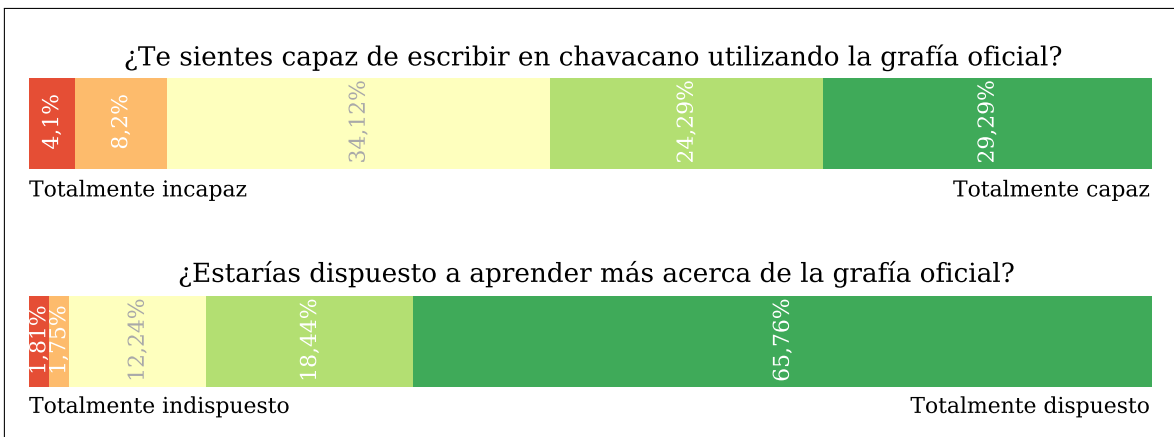 ¿Te sientes capaz de escribir en chavacano utilizando la grafía oficial?
4,1%
8,2%
34,12%
24,29%
29,29%
Totalmente incapaz
Totalmente capaz
¿Estarías dispuesto a aprender más acerca de la grafía oficial?
1,81%
1,75%
12,24%
18,44%
65,76%
Totalmente indispuesto
Totalmente dispuesto